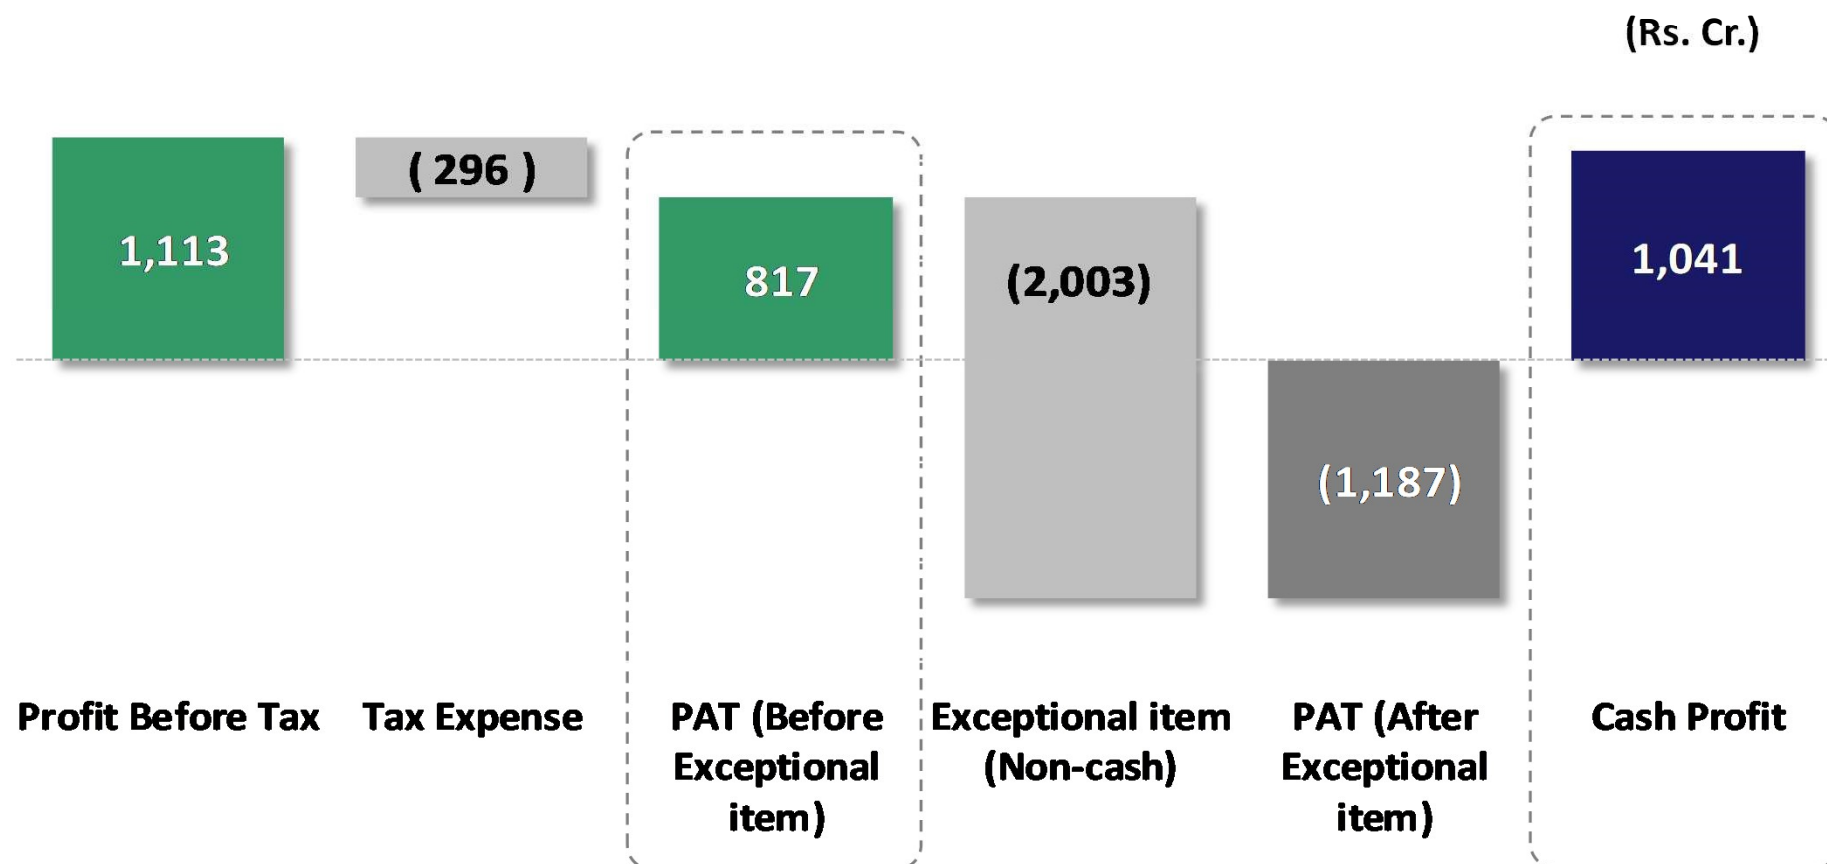 (Rs. Cr.)
1,113
( 296 )
817
(2,003)
(1,187)
1,041
Profit Before Tax
Tax Expense
PAT (Before
Exceptional
item)
Exceptional item
(Non-cash)
PAT (After
Exceptional
item)
Cash Profit